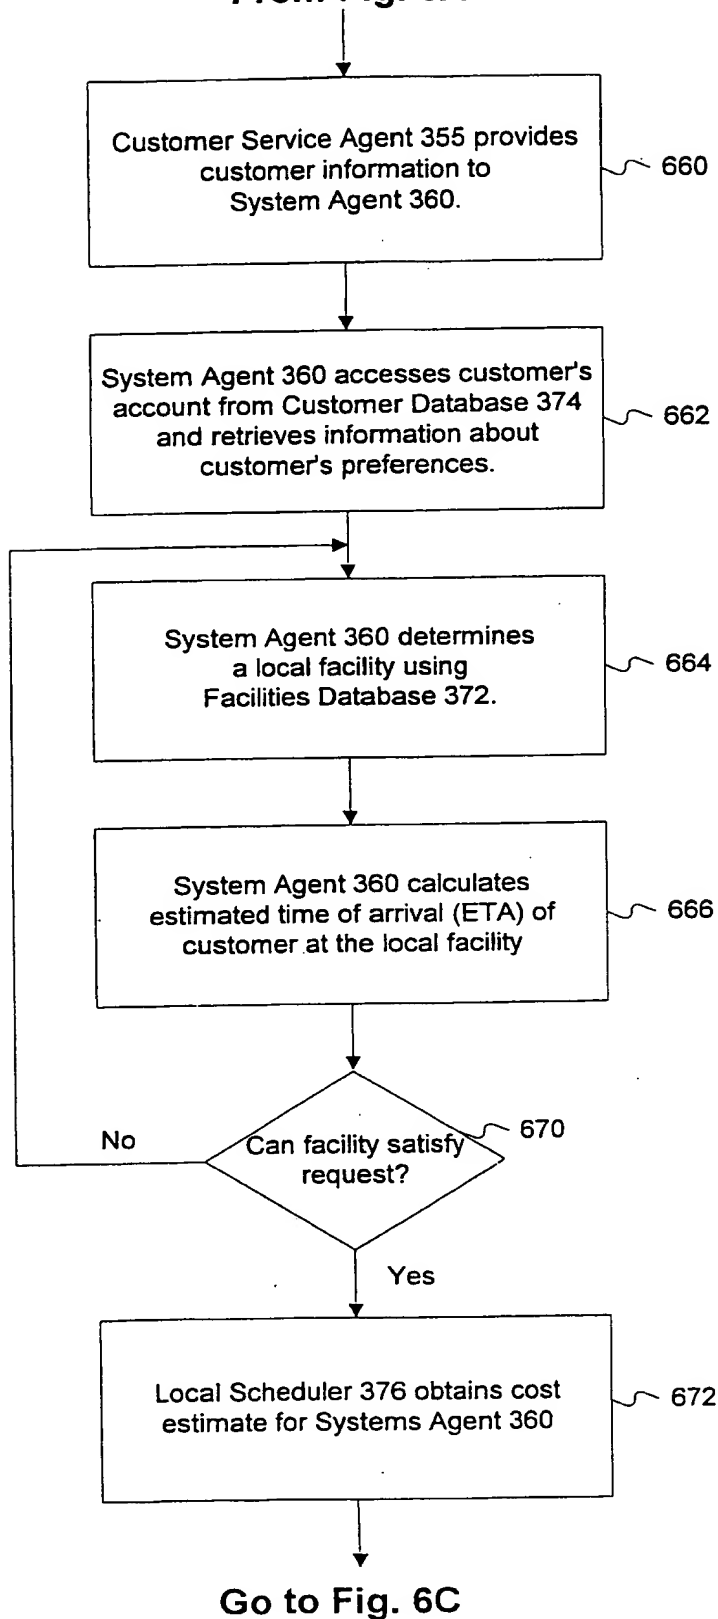 Customer Service Agent 355 provides
customer information to
System Agent 360.
660
System Agent 360 accesses customer's
account from Customer Database 374
and retrieves information about
customer's preferences.
662
System Agent 360 determines
a local facility using
Facilities Database 372.
664
System Agent 360 calculates
estimated time of arrival (ETA) of
customer at the local facility
666
Can facility satisfy
request?
670
No
Yes
Local Scheduler 376 obtains cost
estimate for Systems Agent 360
672
Go to Fig. 6C